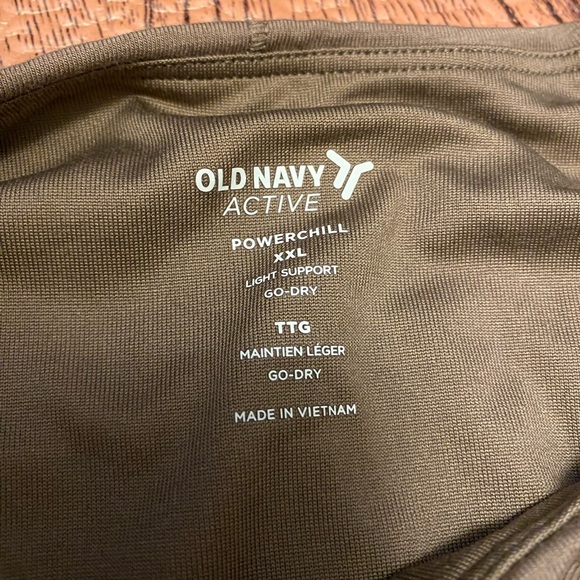 OLD NAVY
ACTIVE
POWERCHILL
XXL
LIGHT SUPPORT
GO-DRY
TTG
MAINTIEN LÉGER
GO-DRY
MADE IN VIETNAM